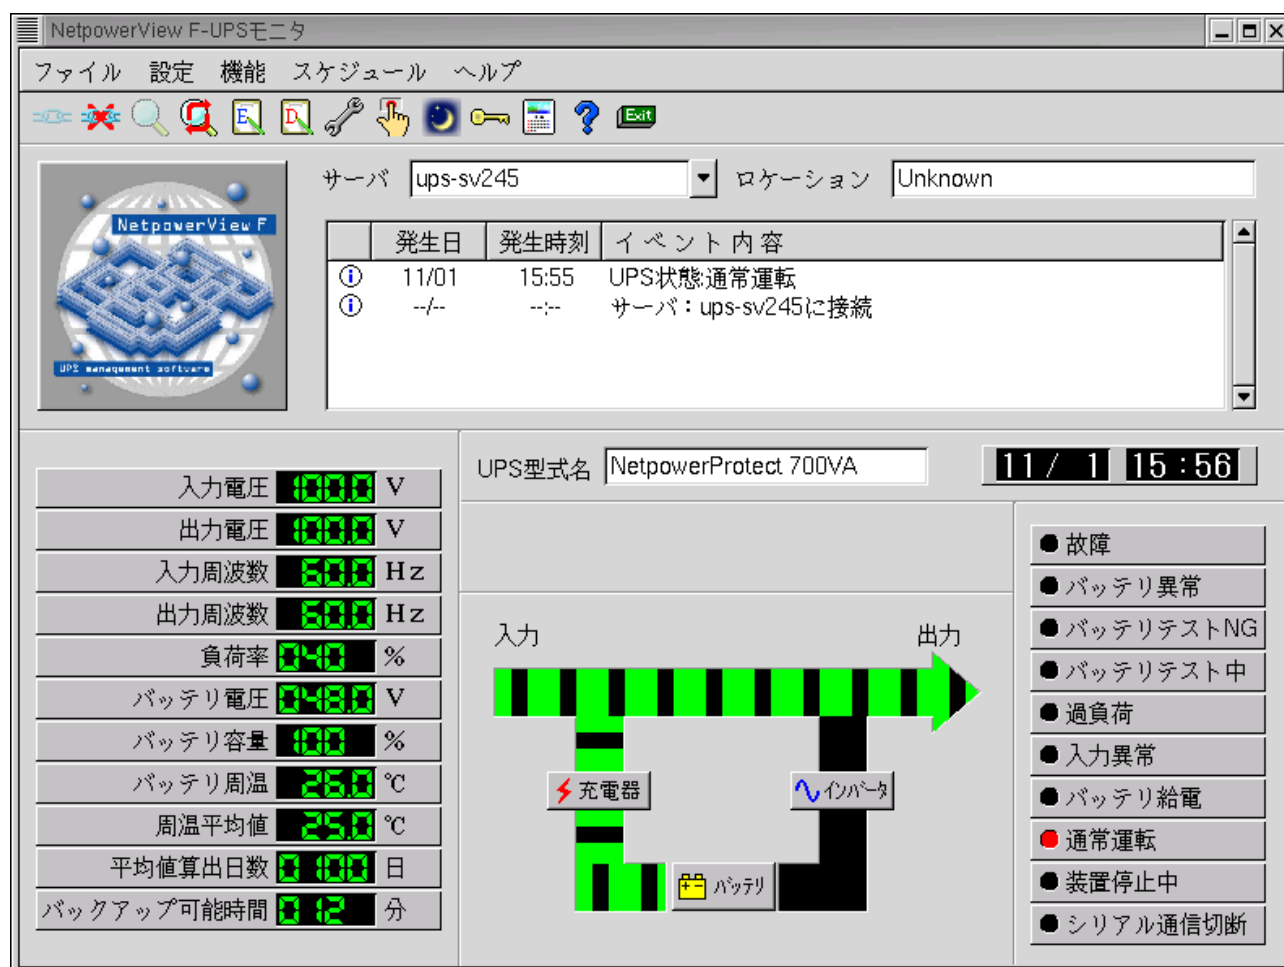 NetpowerView F-UPSモニタ
ファイル 設定 機能 スケジュール ヘルプ
E D Exit
サーバ ups-sv245 ロケーション Unknown
NetpowerView F
UPS management software
発生日 発生時刻 イベント内容
11/01 15:55 UPS状態:通常運転
--/-- --:-- サーバ：ups-sv245に接続
UPS型式名 NetpowerProtect 700VA 11/ 1 15:56
入力電圧 100.0 V
出力電圧 100.0 V
入力周波数 60.0 Hz
出力周波数 60.0 Hz
負荷率 040 %
バッテリ電圧 048.0 V
バッテリ容量 100 %
バッテリ周温 26.0 ℃
周温平均値 25.0 ℃
平均値算出日数 0 100 日
バックアップ可能時間 0 12 分
入力 出力
充電器 インバータ
バッテリ
故障
バッテリ異常
バッテリテストNG
バッテリテスト中
過負荷
入力異常
バッテリ給電
通常運転
装置停止中
シリアル通信切断